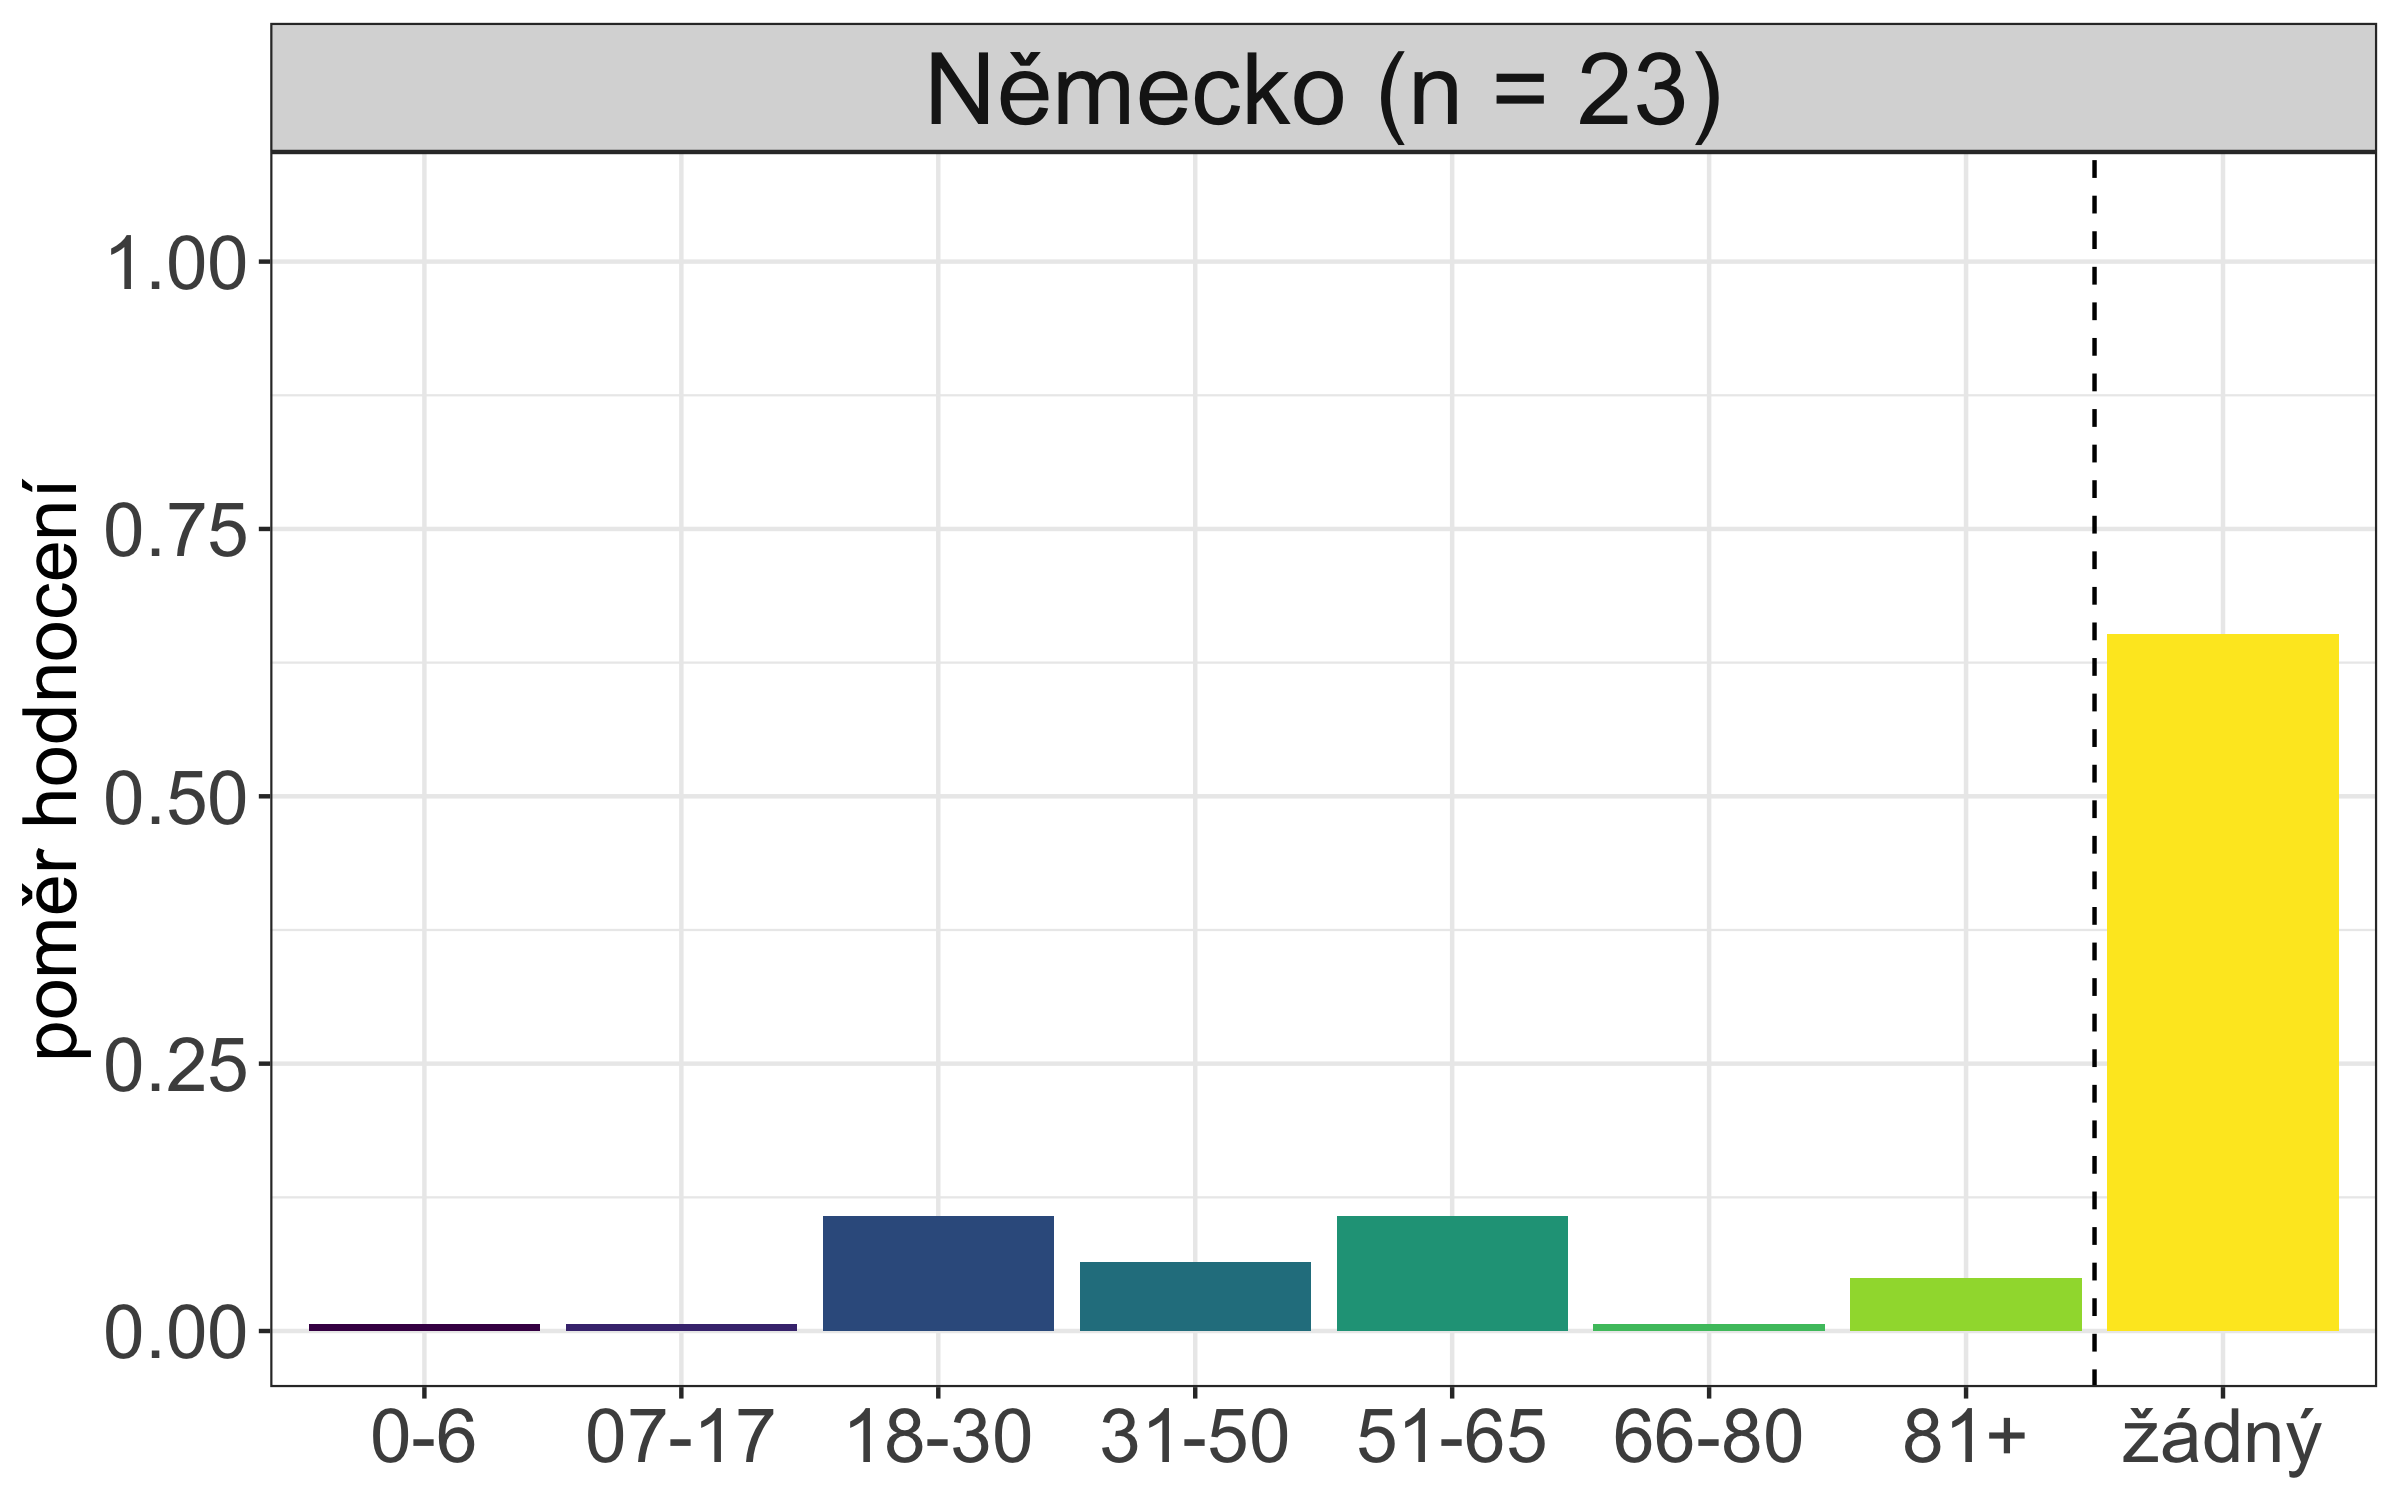 Německo (n = 23)
poměr hodnocení
1.00
0.75
0.50
0.25
0.00
0-6 07-17 18-30 31-50 51-65 66-80 81+ žádný